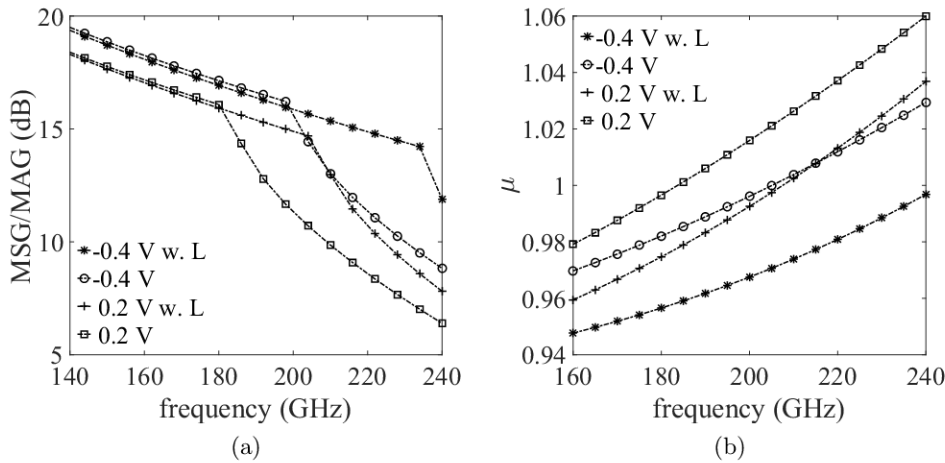 MSG/MAG (dB)
20
15
10
5
-0.4 V w. L
-0.4 V
0.2 V w. L
0.2 V
140 160 180 200 220 240
frequency (GHz)
(a)
μ
1.06
1.04
1.02
1
0.98
0.96
0.94
-0.4 V w. L
-0.4 V
0.2 V w. L
0.2 V
160 180 200 220 240
frequency (GHz)
(b)